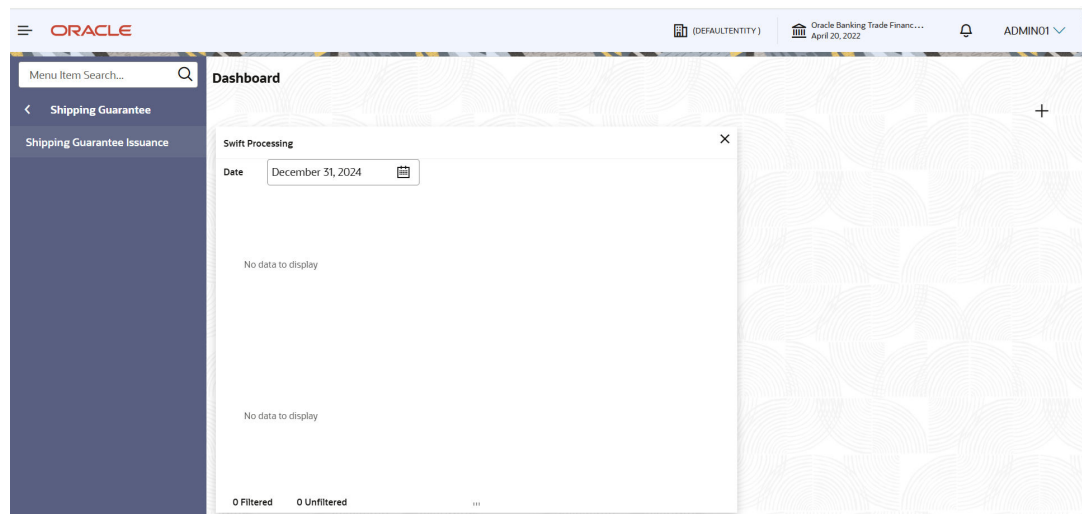 ORACLE
(DEFAULTENTITY)
Oracle Banking Trade Financ...
April 20, 2022
ADMIN01
Menu Item Search...
Dashboard
Shipping Guarantee
Shipping Guarantee Issuance
Swift Processing
Date
December 31, 2024
No data to display
No data to display
0 Filtered 0 Unfiltered